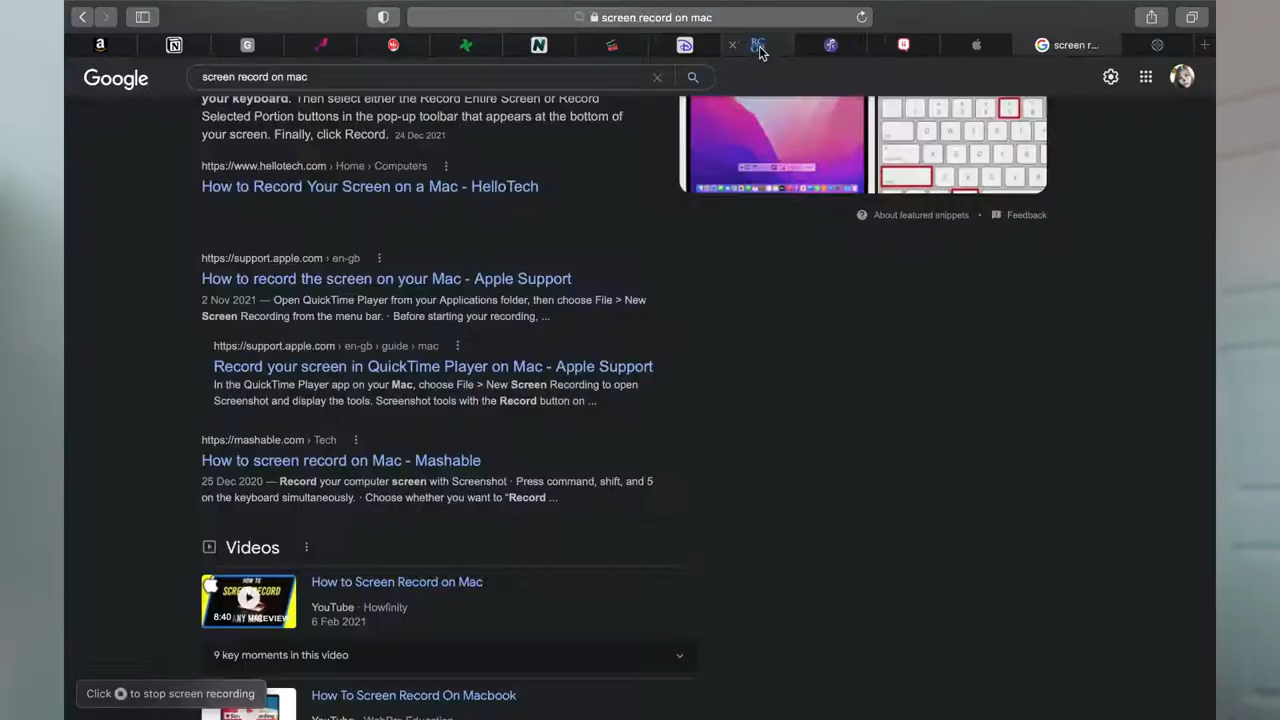 screen record on mac
screen r...
Google
screen record on mac
your keyboard. Then select either the Record Entire Screen or Record
Selected Portion buttons in the pop-up toolbar that appears at the bottom of
your screen. Finally, click Record. 24 Dec 2021
https://www.hellotech.com › Home › Computers
How to Record Your Screen on a Mac - HelloTech
About featured snippets • Feedback
https://support.apple.com › en-gb
How to record the screen on your Mac - Apple Support
2 Nov 2021 — Open QuickTime Player from your Applications folder, then choose File > New
Screen Recording from the menu bar. · Before starting your recording, ...
https://support.apple.com › en-gb › guide › mac
Record your screen in QuickTime Player on Mac - Apple Support
In the QuickTime Player app on your Mac, choose File > New Screen Recording to open
Screenshot and display the tools. Screenshot tools with the Record button on ...
https://mashable.com › Tech
How to screen record on Mac - Mashable
25 Dec 2020 — Record your computer screen with Screenshot · Press command, shift, and 5
on the keyboard simultaneously. · Choose whether you want to "Record ...
Videos
HOW TO
SCREEN RECORD
8:40
How to Screen Record on Mac
YouTube · Howfinity
6 Feb 2021
9 key moments in this video
Click to stop screen recording
How To Screen Record On Macbook